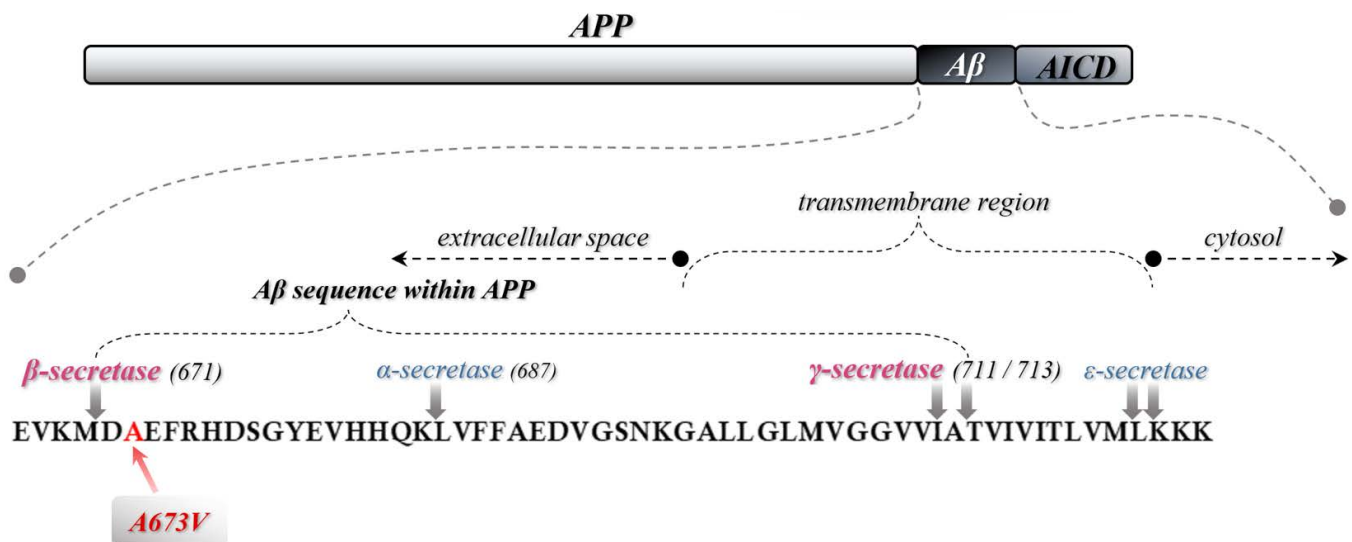 APP
Aβ AICD
transmembrane region
extracellular space
cytosol
Aβ sequence within APP
β-secretase (671) α-secretase (687) γ-secretase (711 / 713) ε-secretase
EVKMDAEFRHDSGYEVHHQKLVFFAEDVGSNKGALLGLMVGGVVIATVIVITLVMLKKK
A673V